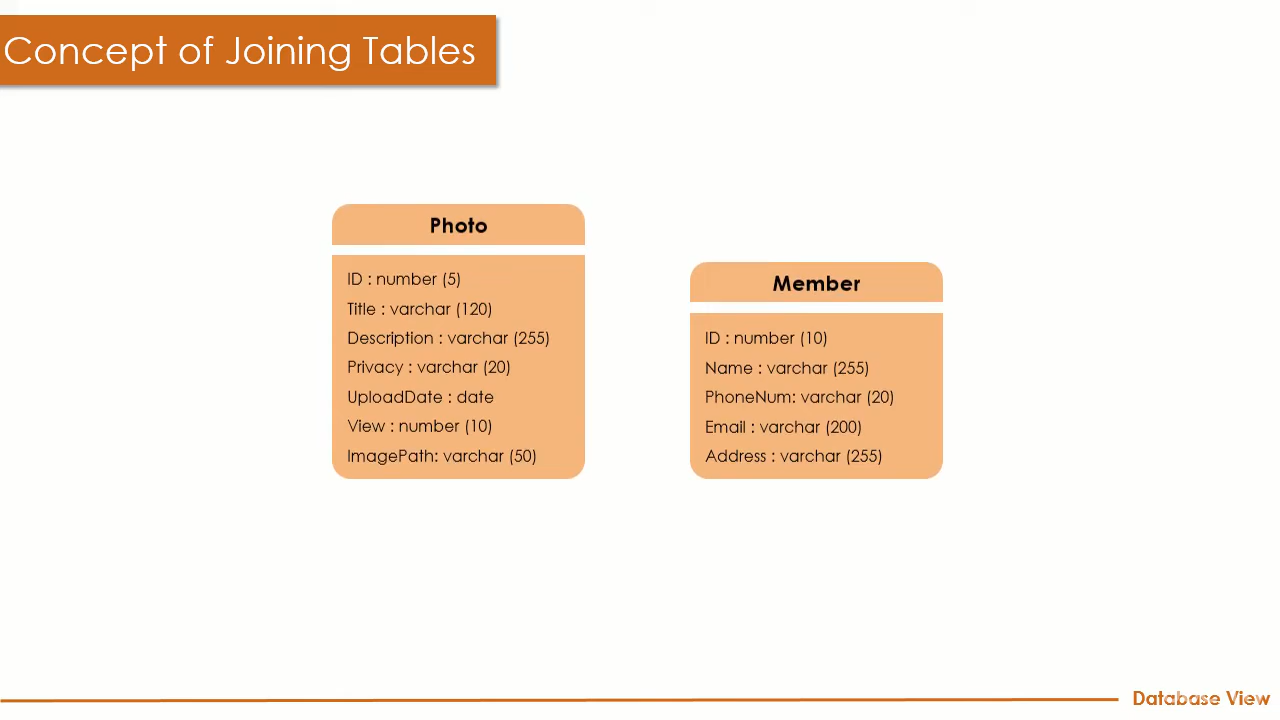 Concept of Joining Tables
Photo
ID : number (5)
Title : varchar (120)
Description : varchar (255)
Privacy : varchar (20)
UploadDate : date
View : number (10)
ImagePath: varchar (50)
Member
ID : number (10)
Name : varchar (255)
PhoneNum: varchar (20)
Email : varchar (200)
Address : varchar (255)
Database View